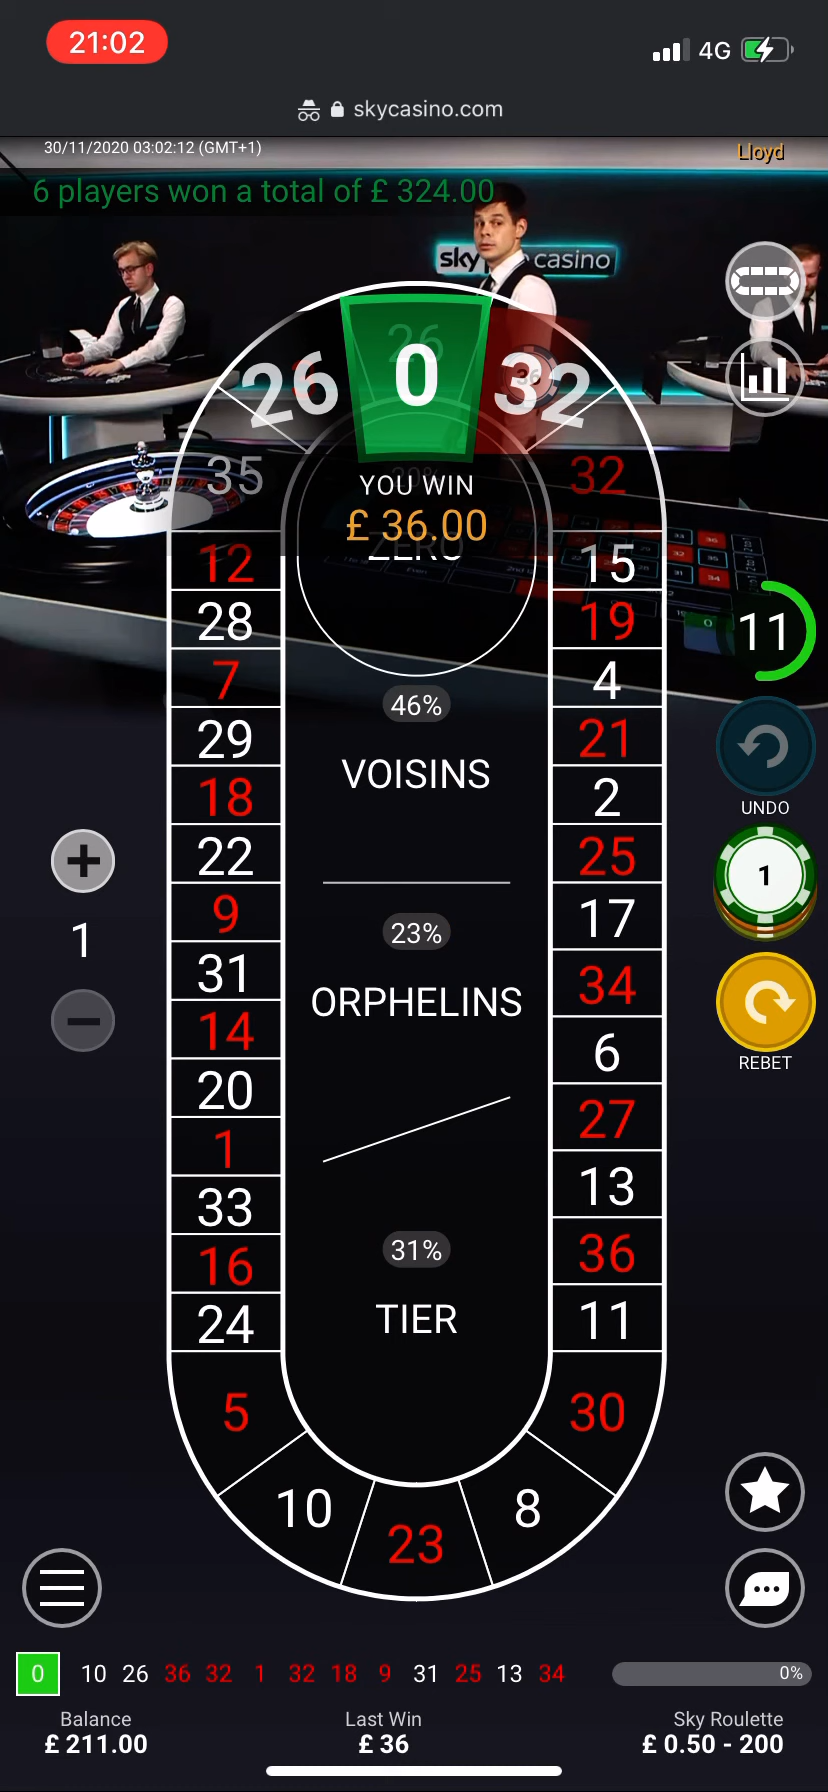 21:02
4G
skycasino.com
30/11/2020 03:02:12 (GMT+1)
Lloyd
6 players won a total of £ 324.00
sky casino
26
26 0 32
36
35 32
20%
YOU WIN
£ 36.00
ZERO
12 15
28 19
11
7 4
46%
29 21
VOISINS
18 2
UNDO
22 25
1
9 17
1
23%
31 34
ORPHELINS
14 6
REBET
20 27
1 13
33
31%
16 36
24 TIER 11
5 30
10 8
23
0 10 26 36 32 1 32 18 9 31 25 13 34
0%
Balance Last Win Sky Roulette
£ 211.00 £ 36 £ 0.50 - 200